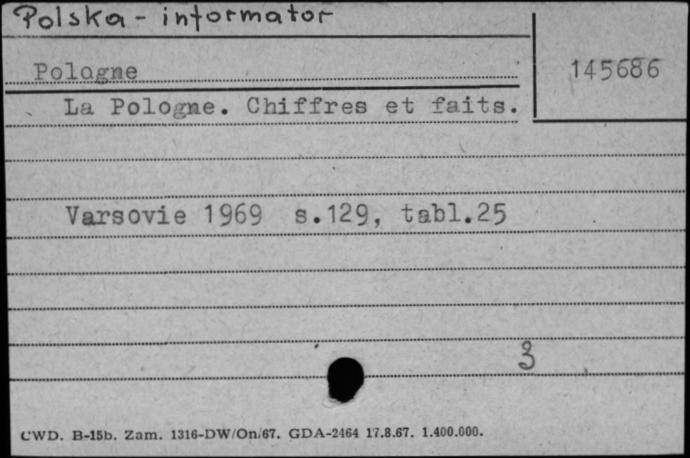 Polska - informator
Pologne
145686
La Pologne. Chiffres et faits.
Varsovie 1969 s.129, tabl.25
3
CWD. B-15b. Zam. 1316-DW/On/67. GDA-2464 17.8.67. 1.400.000.